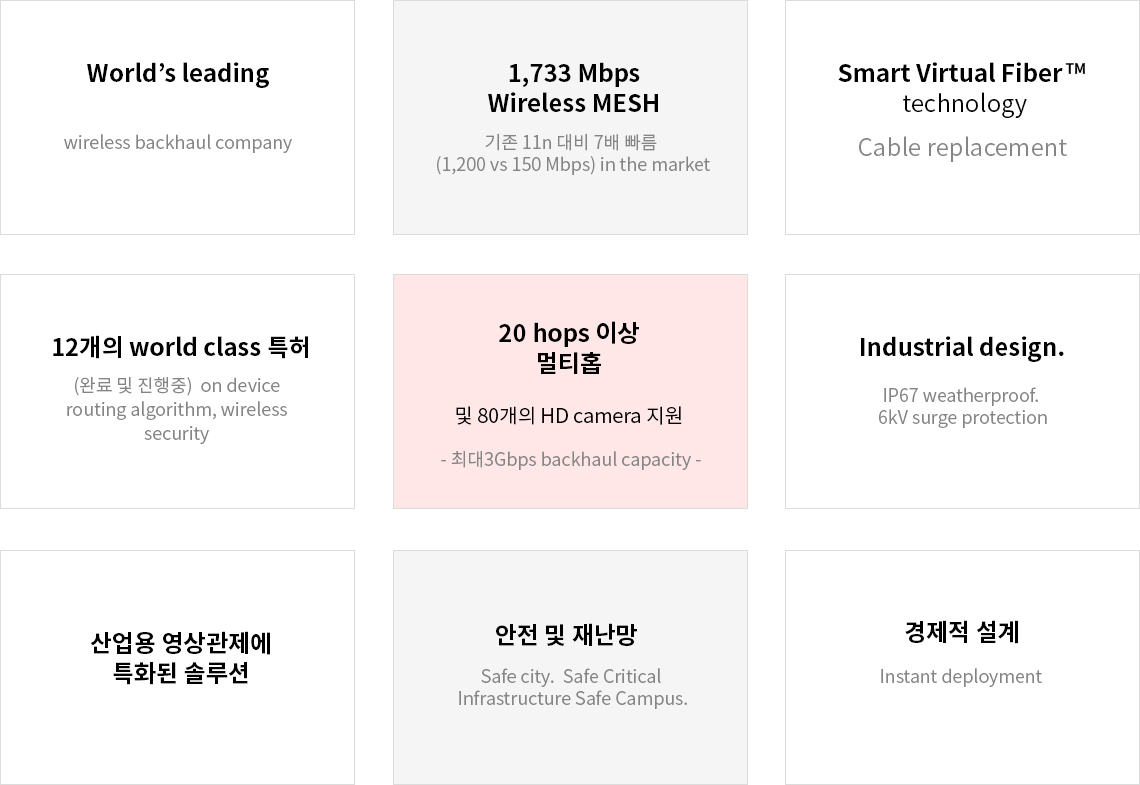 World’s leading
wireless backhaul company
1,733 Mbps
Wireless MESH
기존 11n 대비 7배 빠름
(1,200 vs 150 Mbps) in the market
Smart Virtual Fiber™
technology
Cable replacement
12개의 world class 특허
(완료 및 진행중) on device
routing algorithm, wireless
security
20 hops 이상
멀티홉
및 80개의 HD camera 지원
- 최대3Gbps backhaul capacity -
Industrial design.
IP67 weatherproof.
6kV surge protection
산업용 영상관제에
특화된 솔루션
안전 및 재난망
Safe city. Safe Critical
Infrastructure Safe Campus.
경제적 설계
Instant deployment